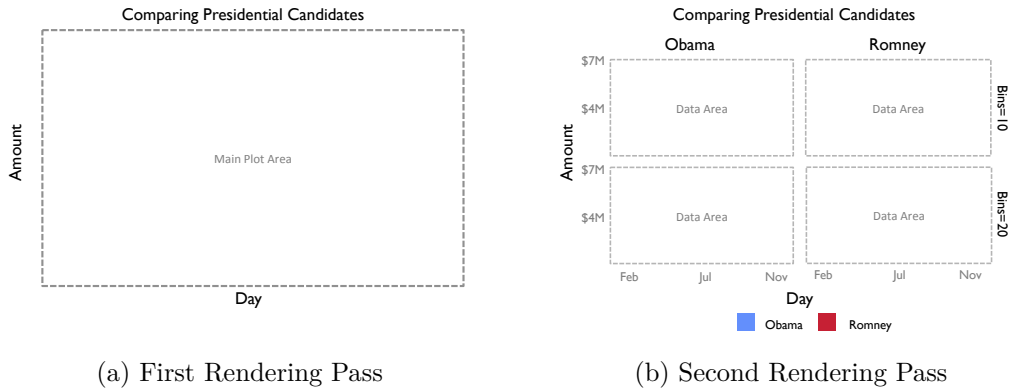 Comparing Presidential Candidates
Amount
Main Plot Area
Day
(a) First Rendering Pass
Comparing Presidential Candidates
Obama Romney
Amount
$7M
Data Area Data Area
$4M
Bins=10
$7M
Data Area Data Area
$4M
Bins=20
Feb Jul Nov Feb Jul Nov
Day
Obama Romney
(b) Second Rendering Pass